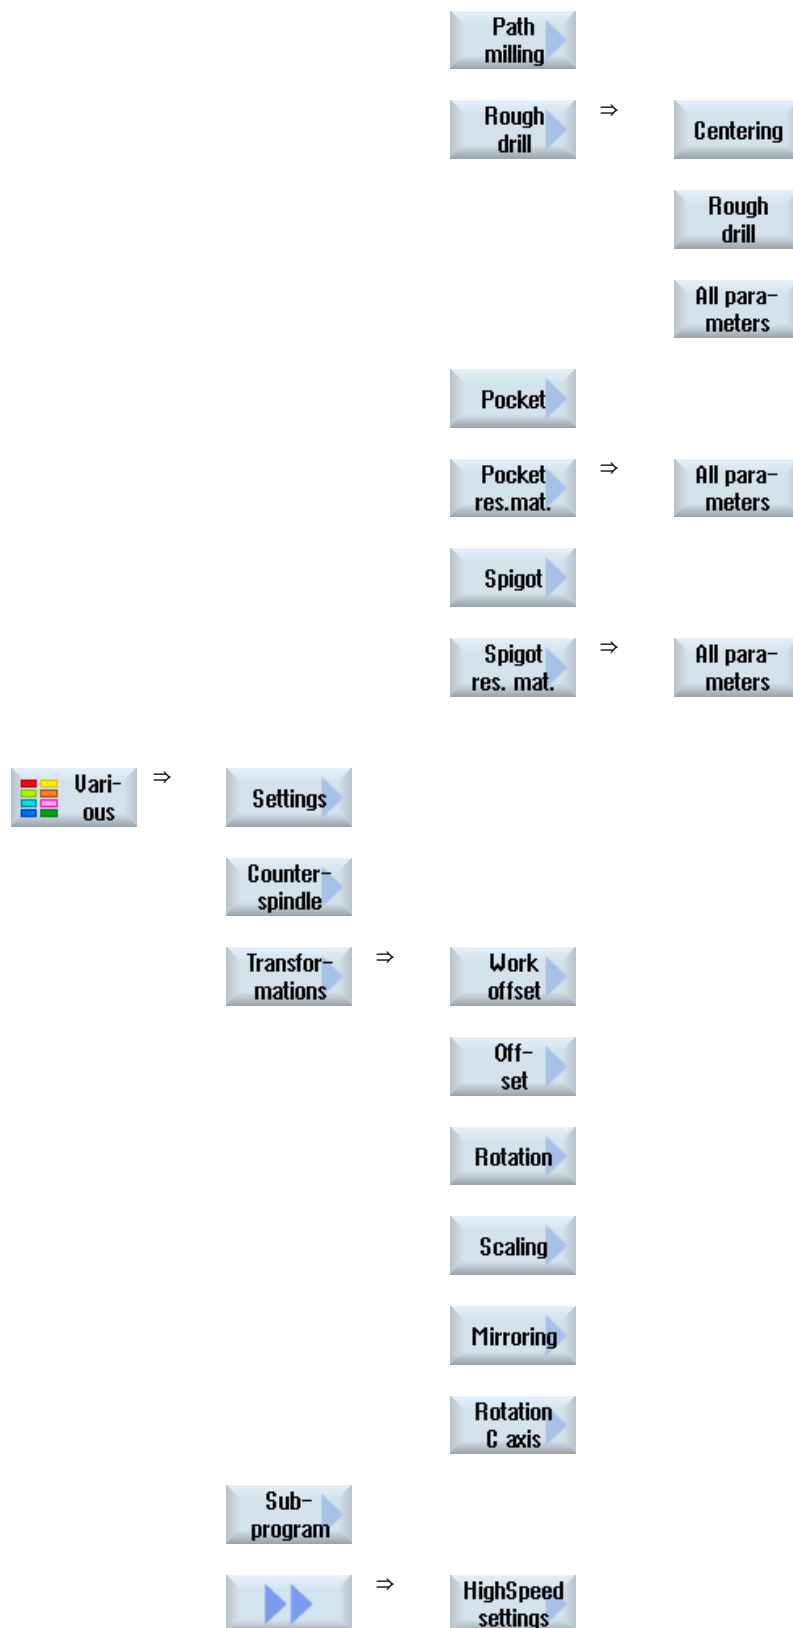 Path
milling
Rough
drill
⇒
Centering
Rough
drill
All para-
meters
Pocket
Pocket
res.mat.
⇒
All para-
meters
Spigot
Spigot
res. mat.
⇒
All para-
meters
Vari-
ous
⇒
Settings
Counter-
spindle
Transfor-
mations
⇒
Work
offset
Off-
set
Rotation
Scaling
Mirroring
Rotation
C axis
Sub-
program
⇒
HighSpeed
settings